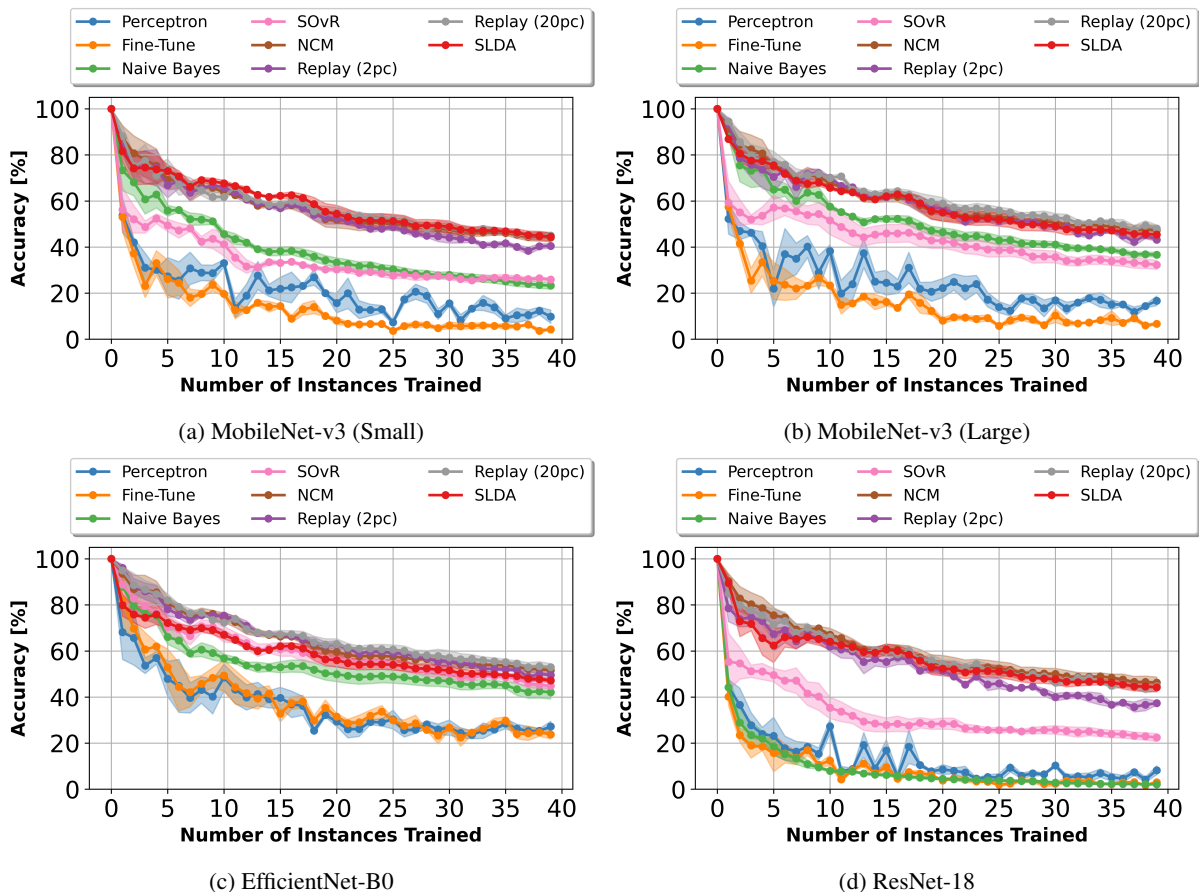 Perceptron SOvR Replay (20pc)
Fine-Tune NCM SLDA
Naive Bayes Replay (2pc)
100
80
60
40
20
0
Accuracy [%]
0 5 10 15 20 25 30 35 40
Number of Instances Trained
(a) MobileNet-v3 (Small)
Perceptron SOvR Replay (20pc)
Fine-Tune NCM SLDA
Naive Bayes Replay (2pc)
100
80
60
40
20
0
Accuracy [%]
0 5 10 15 20 25 30 35 40
Number of Instances Trained
(b) MobileNet-v3 (Large)
Perceptron SOvR Replay (20pc)
Fine-Tune NCM SLDA
Naive Bayes Replay (2pc)
100
80
60
40
20
0
Accuracy [%]
0 5 10 15 20 25 30 35 40
Number of Instances Trained
(c) EfficientNet-B0
Perceptron SOvR Replay (20pc)
Fine-Tune NCM SLDA
Naive Bayes Replay (2pc)
100
80
60
40
20
0
Accuracy [%]
0 5 10 15 20 25 30 35 40
Number of Instances Trained
(d) ResNet-18